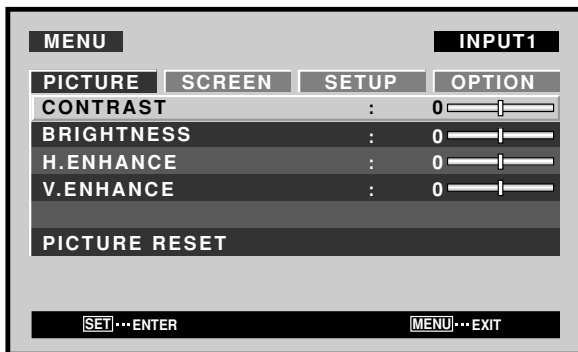 MENU INPUT1
PICTURE SCREEN SETUP OPTION
CONTRAST : 0
BRIGHTNESS : 0
H.ENHANCE : 0
V.ENHANCE : 0
PICTURE RESET
SET···ENTER MENU···EXIT